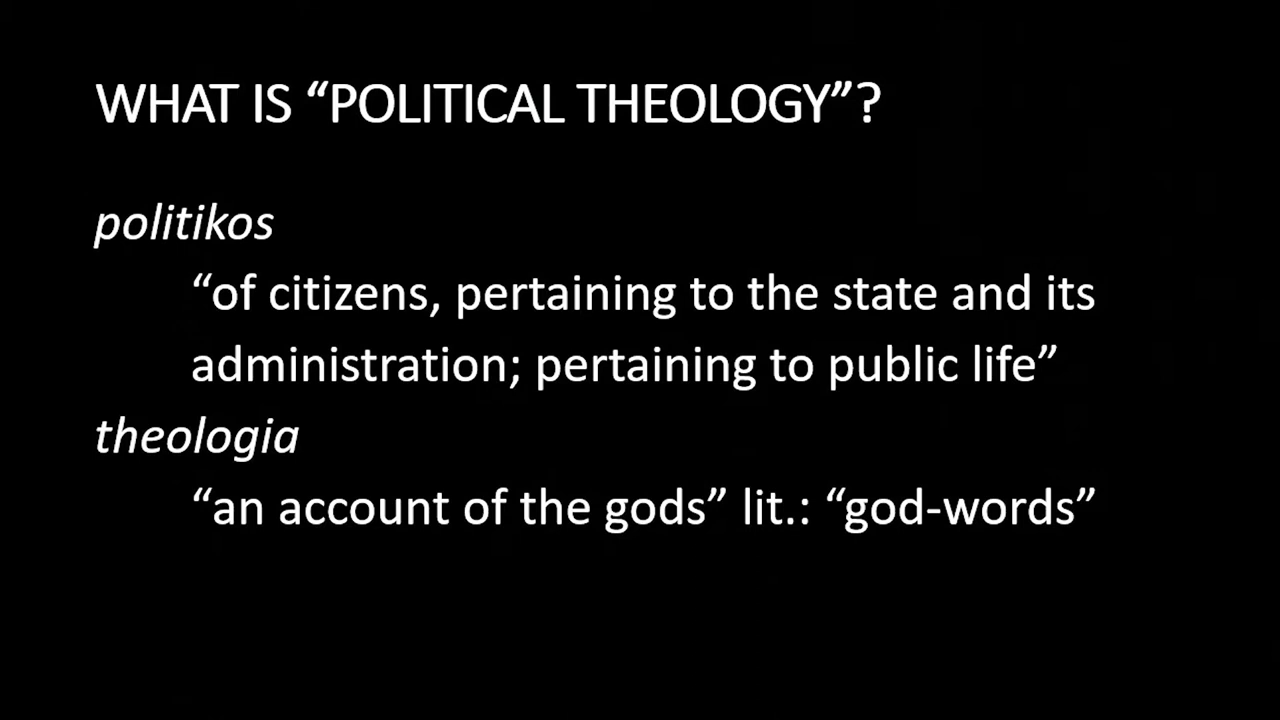 WHAT IS “POLITICAL THEOLOGY”?
politikos
“of citizens, pertaining to the state and its
administration; pertaining to public life”
theologia
“an account of the gods” lit.: “god-words”